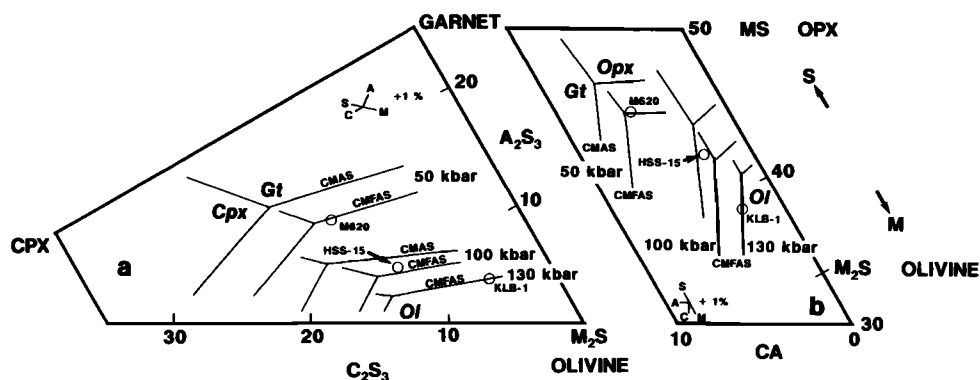 GARNET
50 MS OPX
S
A
S
C
M
+1 %
20
Opx
Gt
M620
A₂S₃
CMAS
HSS-15
40
Gt
Cpx
CMAS
50 kbar
CMFAS
M620
50 kbar
CMFAS
Ol
KLB-1
M
10
CPX
a
HSS-15
CMAS
100 kbar
CMFAS
130 kbar
CMFAS
KLB-1
Ol
100 kbar
130 kbar
CMFAS
M₂S
OLIVINE
A
S
C
M
+ 1%
b
30
20
10
M₂S
10
0
30
C₂S₃
OLIVINE
CA